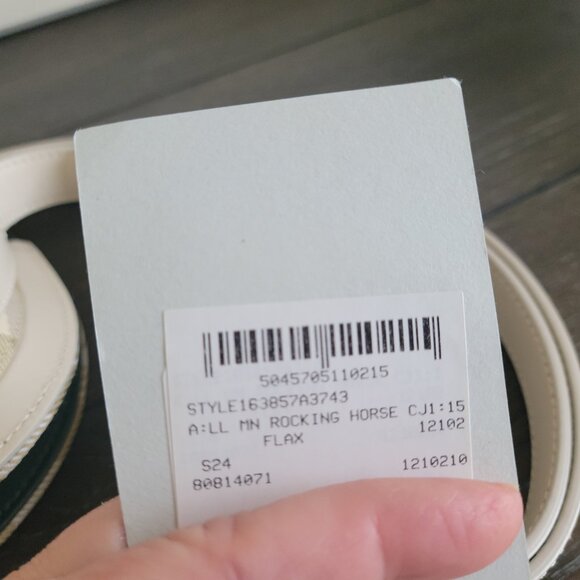 5045705110215
STYLE163857A3743
A:LL MN ROCKING HORSE CJ1:15
FLAX 12102
S24
80814071 1210210